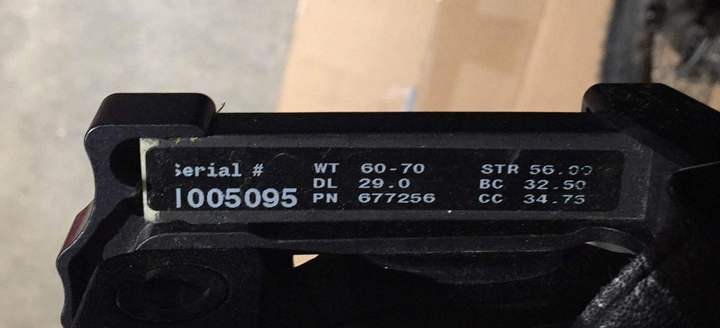 Serial # WT 60-70 STR 56.00
DL 29.0 BC 32.50
1005095 PN 677256 CC 34.75